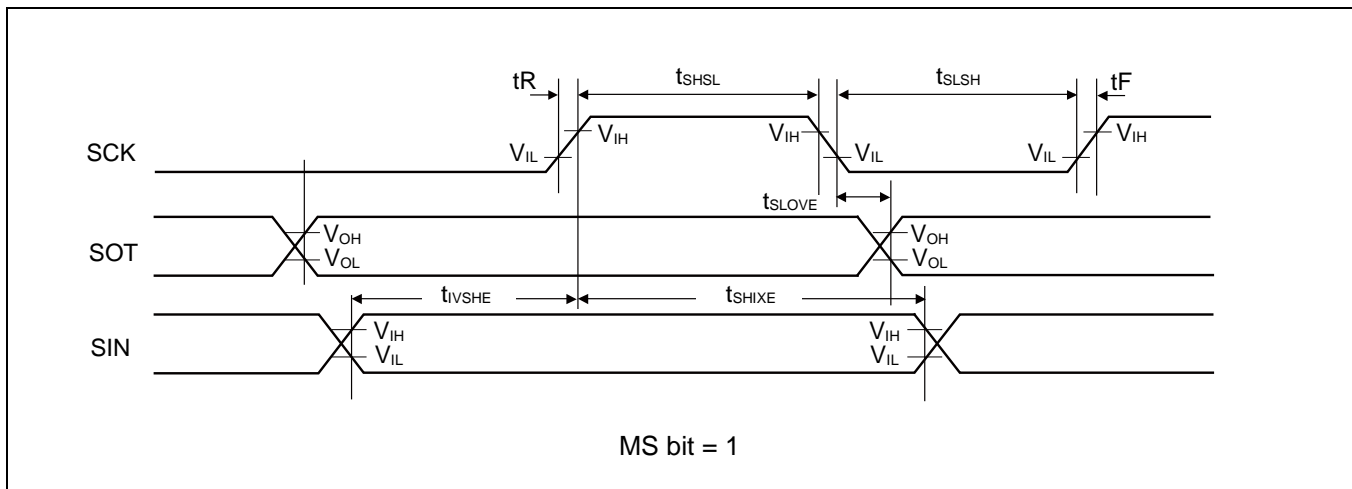 tR tSHSL tSLSH tF
SCK VIL VIH VIH VIL VIL VIH
tSLOVE
SOT VOH VOL VOH VOL
tIVSHE tSHIXE
SIN VIH VIL VIH VIL
MS bit = 1